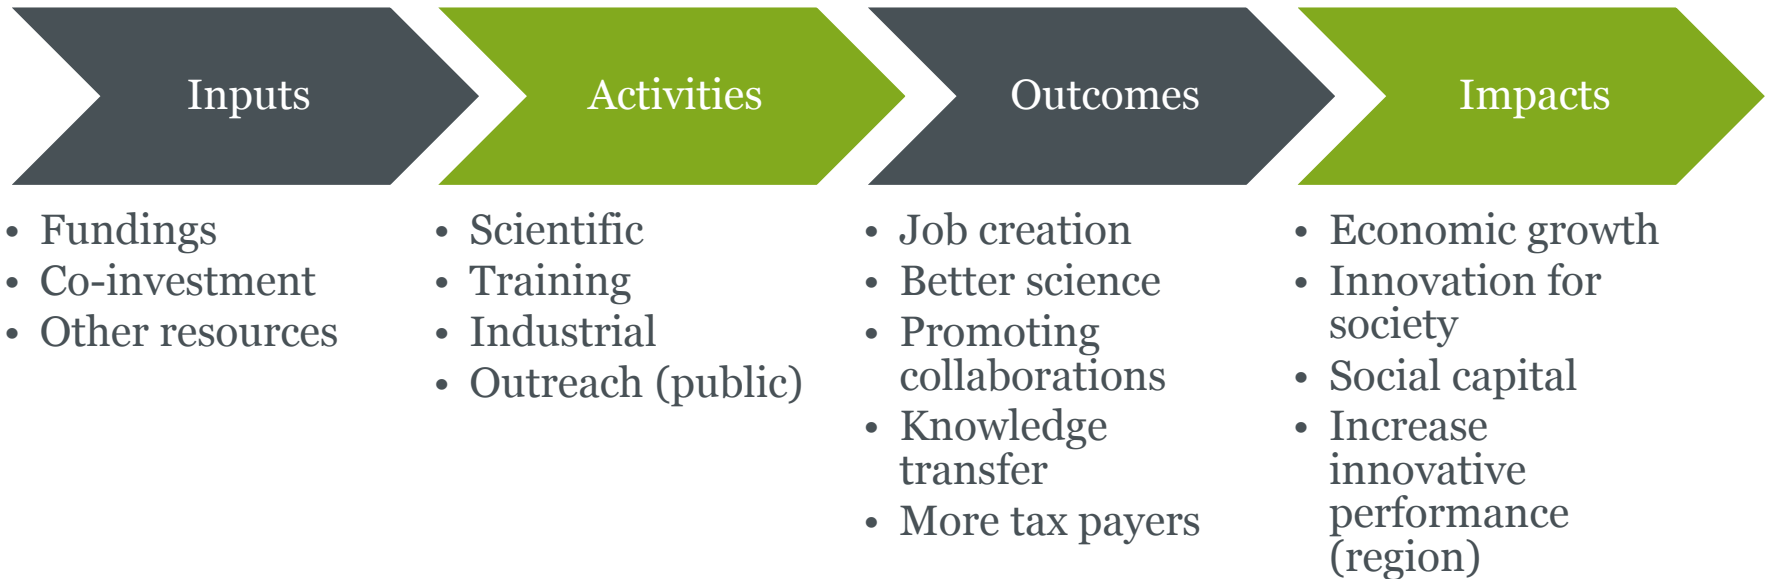 Inputs
Activities
Outcomes
Impacts
• Fundings
• Co-investment
• Other resources
• Scientific
• Training
• Industrial
• Outreach (public)
• Job creation
• Better science
• Promoting
collaborations
• Knowledge
transfer
• More tax payers
• Economic growth
• Innovation for
society
• Social capital
• Increase
innovative
performance
(region)